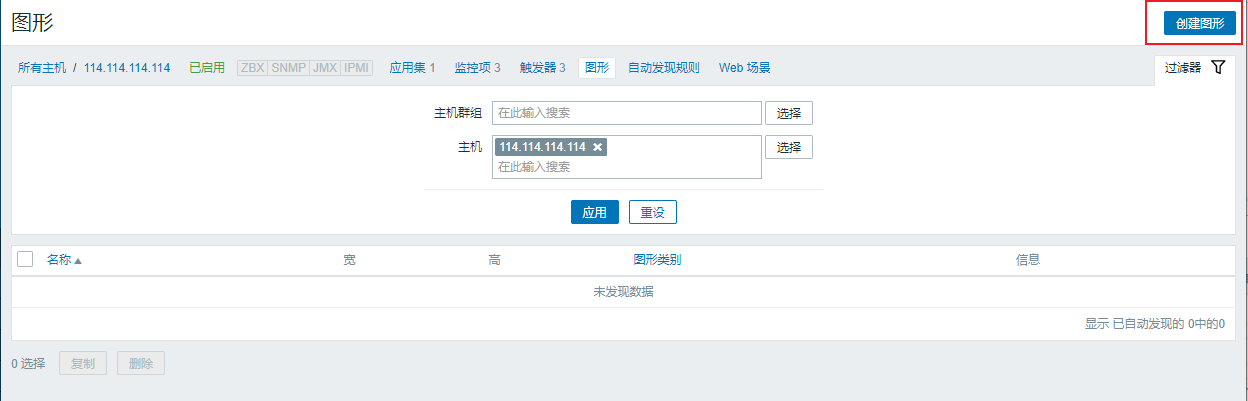 图形
创建图形
所有主机 / 114.114.114.114 已启用 ZBX SNMP JMX IPMI 应用集 1 监控项 3 触发器 3 图形 自动发现规则 Web 场景 过滤器
主机群组 在此输入搜索 选择
主机 114.114.114.114 选择
在此输入搜索
应用 重设
名称 宽 高 图形类别 信息
未发现数据
显示 已自动发现的 0中的0
0 选择 复制 删除